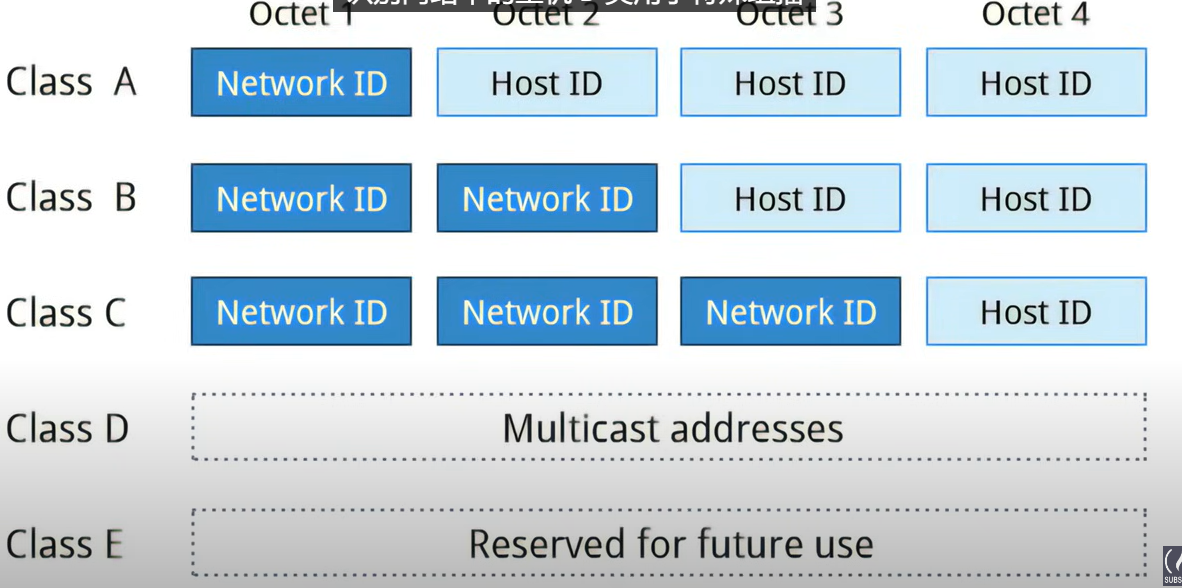 Octet 1 Octet 2 Octet 3 Octet 4
Class A Network ID Host ID Host ID Host ID
Class B Network ID Network ID Host ID Host ID
Class C Network ID Network ID Network ID Host ID
Class D Multicast addresses
Class E Reserved for future use
SUBS